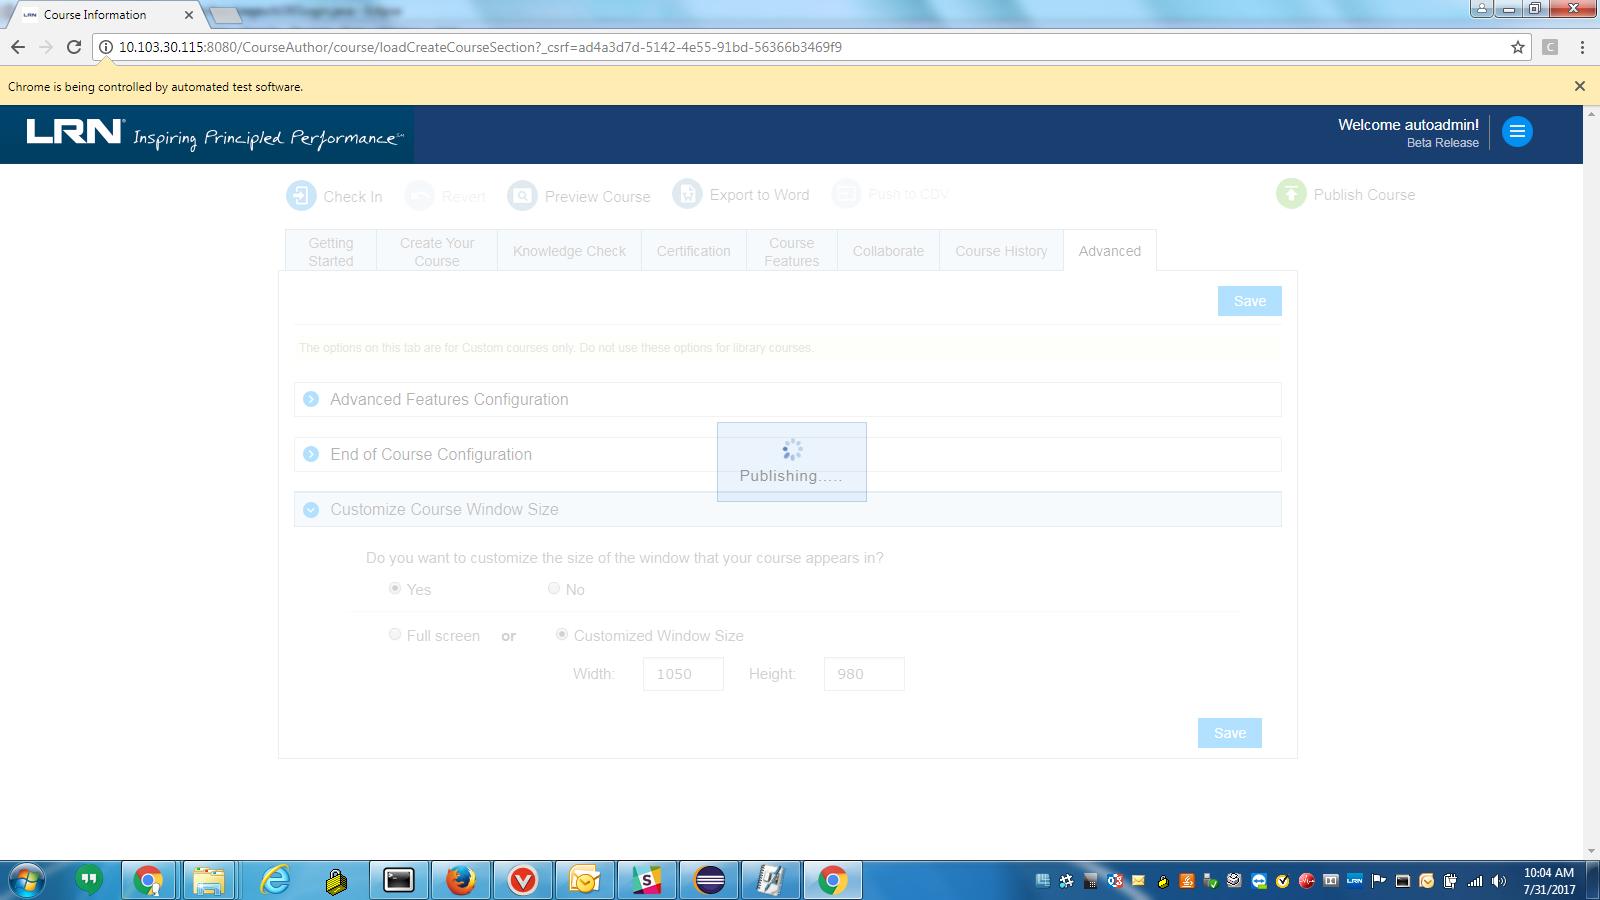 Course Information
10.103.30.115:8080/CourseAuthor/course/loadCreateCourseSection?_csrf=ad4a3d7d-5142-4e55-91bd-56366b3469f9
Chrome is being controlled by automated test software.
LRN Inspiring Principled Performance
Welcome autoadmin!
Beta Release
Check In Revert Preview Course Export to Word Push to CDV Publish Course
Getting Started
Create Your Course
Knowledge Check
Certification
Course Features
Collaborate
Course History
Advanced
Save
The options on this tab are for Custom courses only. Do not use these options for library courses.
Advanced Features Configuration
End of Course Configuration
Publishing.....
Customize Course Window Size
Do you want to customize the size of the window that your course appears in?
Yes No
Full screen or Customized Window Size
Width: 1050 Height: 980
Save
10:04 AM
7/31/2017